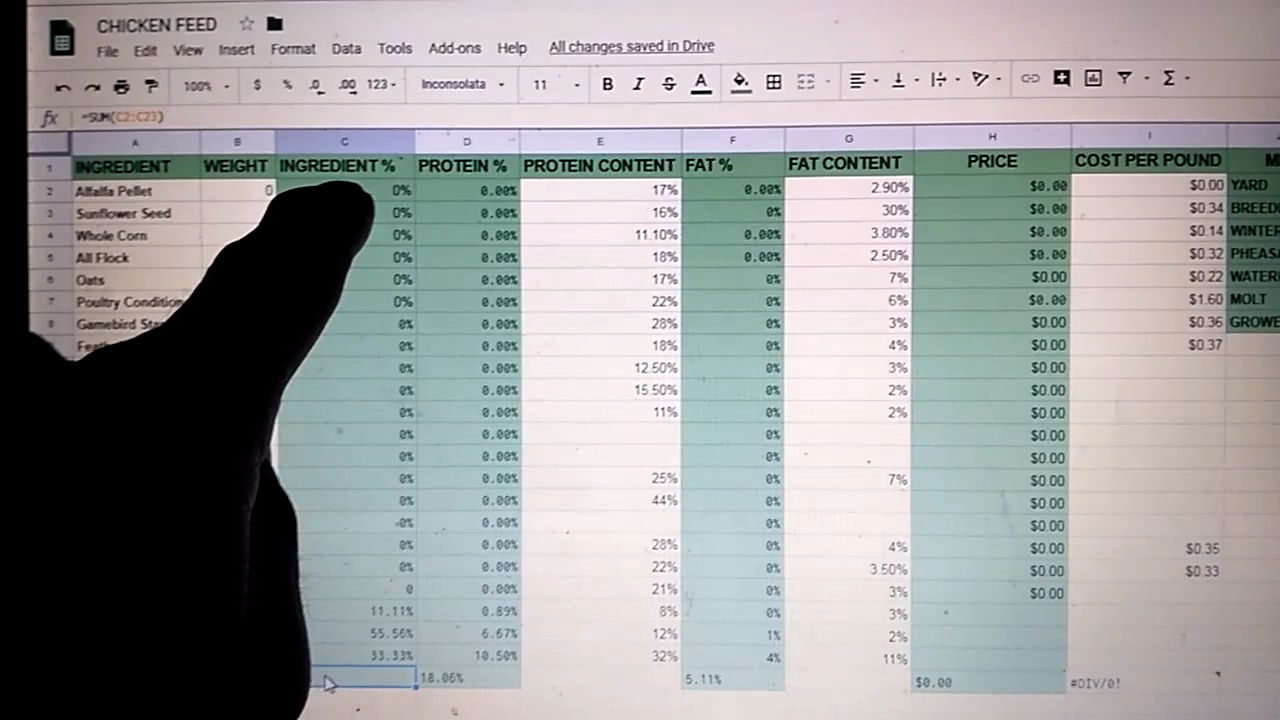 CHICKEN FEED
File Edit View Insert Format Data Tools Add-ons Help All changes saved in Drive
100% $ % .0 .00 123 Inconsolata 11 B I S A
fx =SUM(C2:C23)
A B C D E F G H I
1 INGREDIENT WEIGHT INGREDIENT % PROTEIN % PROTEIN CONTENT FAT % FAT CONTENT PRICE COST PER POUND M
2 Alfalfa Pellet 0 0% 0.00% 17% 0.00% 2.90% $0.00 $0.00 YARD
3 Sunflower Seed 0% 0.00% 16% 0% 30% $0.00 $0.34 BREED
4 Whole Corn 0% 0.00% 11.10% 0.00% 3.80% $0.00 $0.14 WINTER
5 All Flock 0% 0.00% 18% 0.00% 2.50% $0.00 $0.32 PHEAS
6 Oats 0% 0.00% 17% 0% 7% $0.00 $0.22 WATER
7 Poultry Condition 0% 0.00% 22% 0% 6% $0.00 $1.60 MOLT
8 Gamebird Sta 0% 0.00% 28% 0% 3% $0.00 $0.36 GROWE
Feath 0% 0.00% 18% 0% 4% $0.00 $0.37
0% 0.00% 12.50% 0% 3% $0.00
0% 0.00% 15.50% 0% 2% $0.00
0% 0.00% 11% 0% 2% $0.00
0% 0.00% 0% $0.00
0% 0.00% 0% $0.00
0% 0.00% 25% 0% 7% $0.00
0% 0.00% 44% 0% $0.00
0% 0.00% 0% $0.00
0% 0.00% 28% 0% 4% $0.00 $0.35
0% 0.00% 22% 0% 3.50% $0.00 $0.33
0 0.00% 21% 0% 3% $0.00
11.11% 0.89% 8% 0% 3%
55.56% 6.67% 12% 1% 2%
33.33% 10.50% 32% 4% 11%
18.06% 5.11% $0.00 #DIV/0!